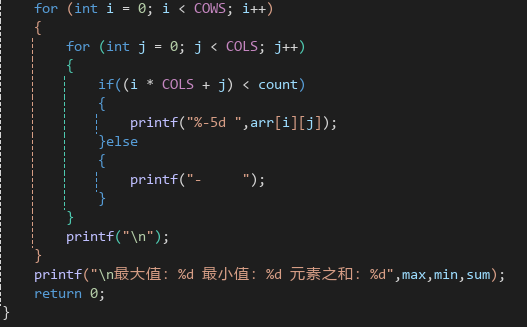 for (int i = 0; i < COWS; i++)
{
for (int j = 0; j < COLS; j++)
{
if((i * COLS + j) < count)
{
printf("%-5d ",arr[i][j]);
}else
{
printf("-     ");
}
}
printf("\n");
}
printf("\n最大值: %d 最小值: %d 元素之和: %d",max,min,sum);
return 0;
}